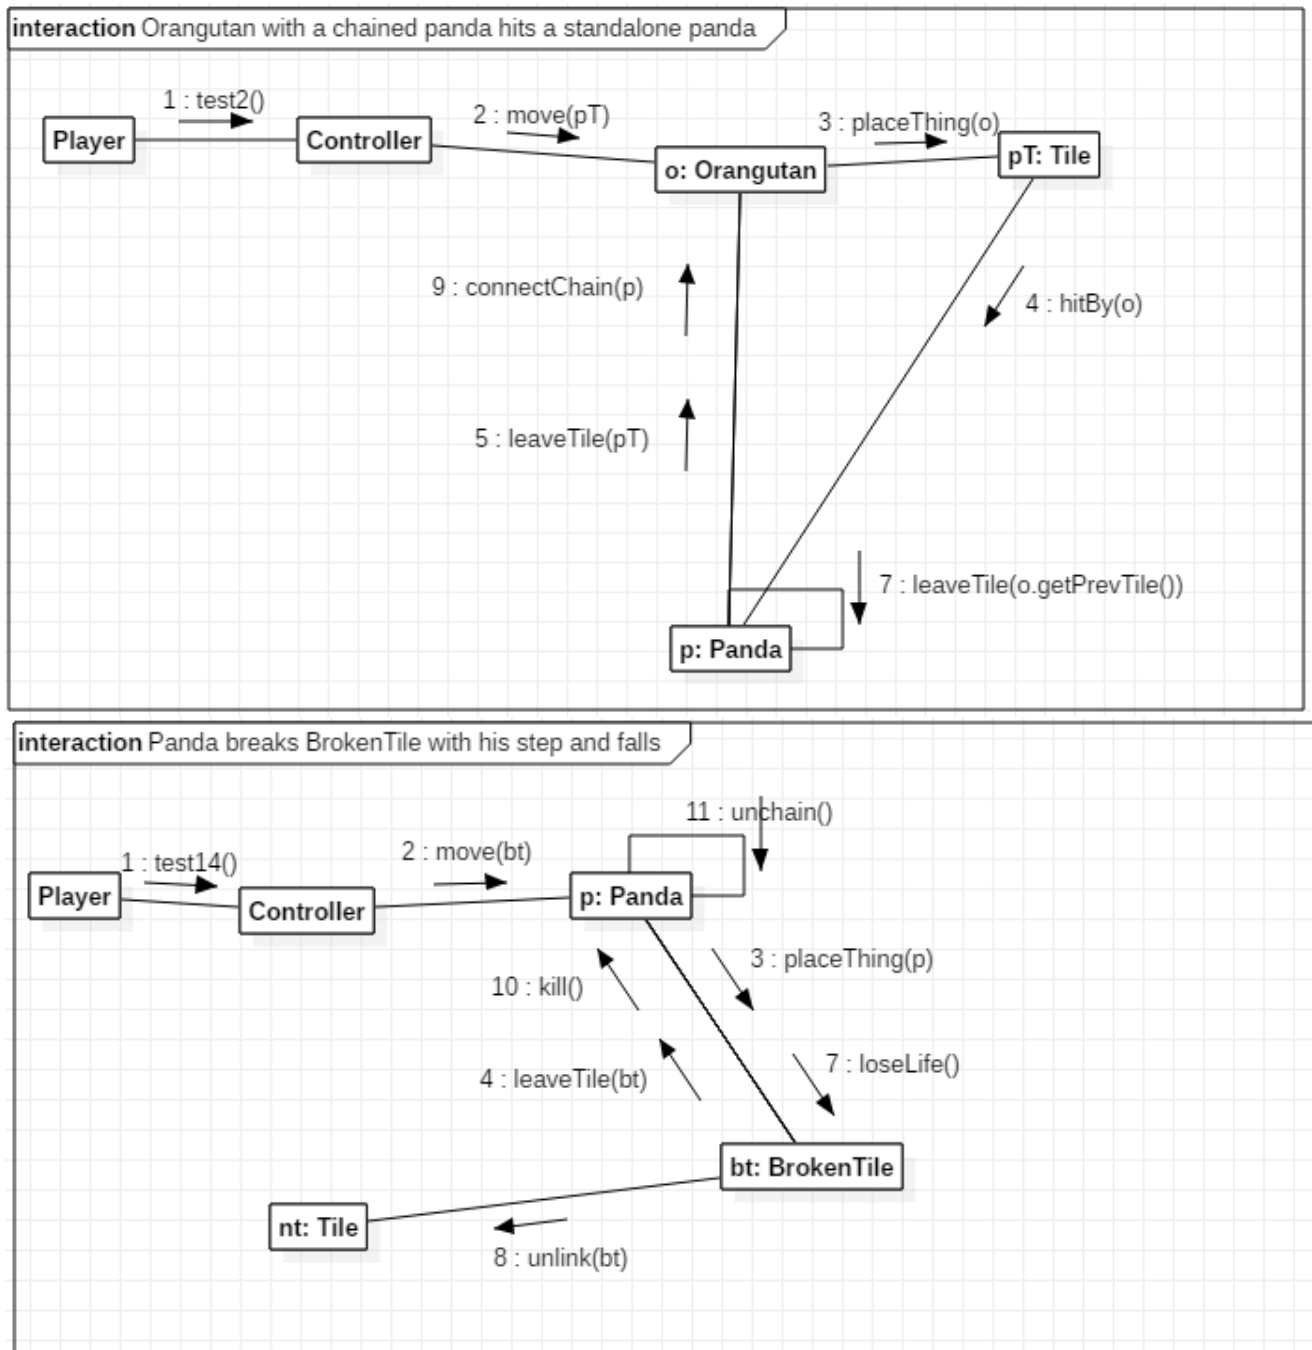 interaction Orangutan with a chained panda hits a standalone panda
1 : test2()
2 : move(pT)
3 : placeThing(o)
Player
Controller
o: Orangutan
pT: Tile
9 : connectChain(p)
4 : hitBy(o)
5 : leaveTile(pT)
7 : leaveTile(o.getPrevTile())
p: Panda
interaction Panda breaks BrokenTile with his step and falls
11 : unchain()
1 : test14()
2 : move(bt)
Player
Controller
p: Panda
3 : placeThing(p)
10 : kill()
7 : loseLife()
4 : leaveTile(bt)
bt: BrokenTile
nt: Tile
8 : unlink(bt)